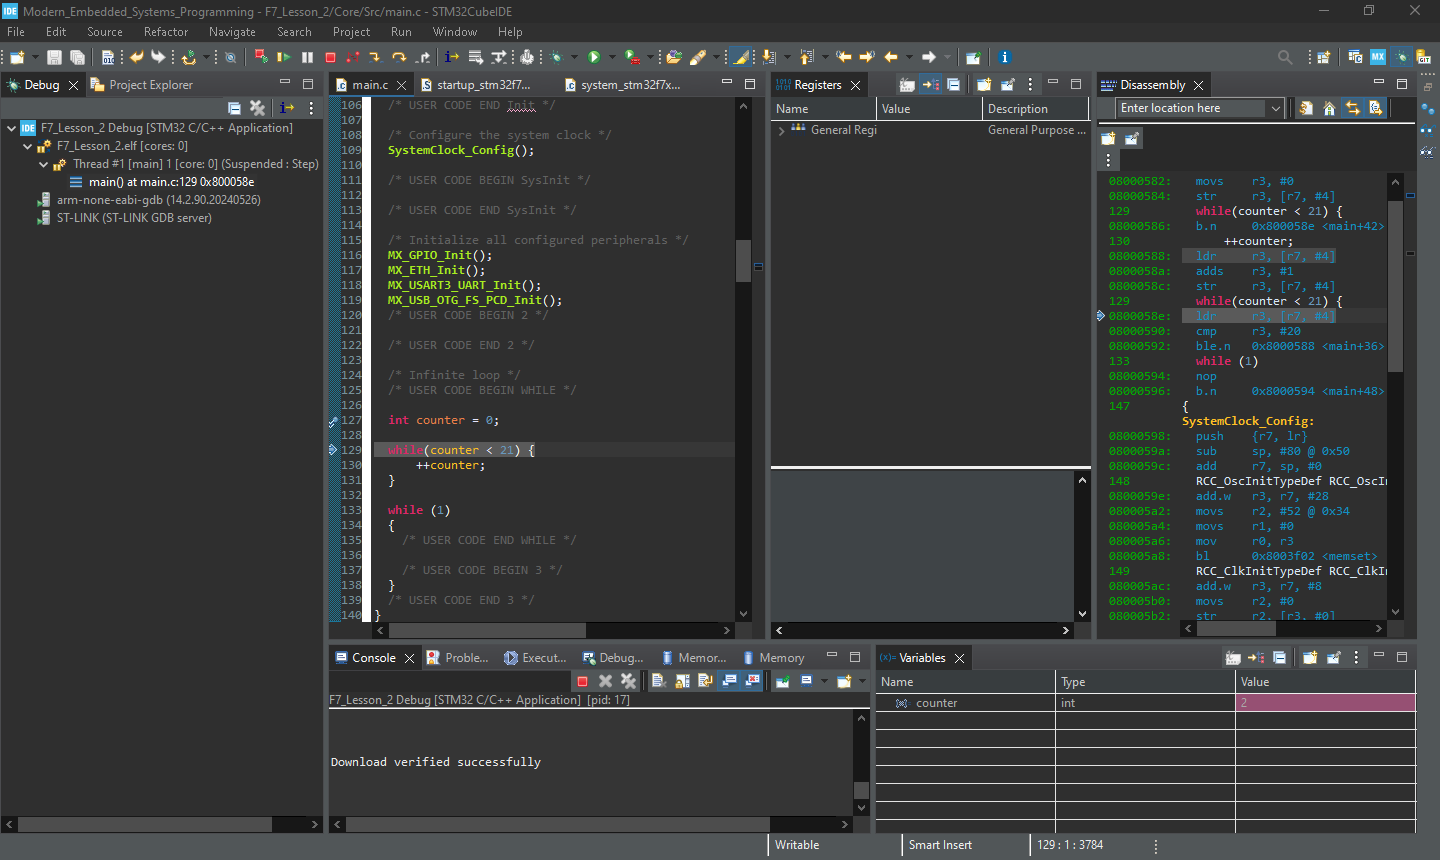 IDE Modern_Embedded_Systems_Programming - F7_Lesson_2/Core/Src/main.c - STM32CubeIDE
File Edit Source Refactor Navigate Search Project Run Window Help
Debug Project Explorer
IDE F7_Lesson_2 Debug [STM32 C/C++ Application]
F7_Lesson_2.elf [cores: 0]
Thread #1 [main] 1 [core: 0] (Suspended : Step)
main() at main.c:129 0x800058e
arm-none-eabi-gdb (14.2.90.20240526)
ST-LINK (ST-LINK GDB server)
main.c startup_stm32f7... system_stm32f7x...
106 /* USER CODE END Init */
107
108 /* Configure the system clock */
109 SystemClock_Config();
110
111 /* USER CODE BEGIN SysInit */
112
113 /* USER CODE END SysInit */
114
115 /* Initialize all configured peripherals */
116 MX_GPIO_Init();
117 MX_ETH_Init();
118 MX_USART3_UART_Init();
119 MX_USB_OTG_FS_PCD_Init();
120 /* USER CODE BEGIN 2 */
121
122 /* USER CODE END 2 */
123
124 /* Infinite loop */
125 /* USER CODE BEGIN WHILE */
126
127 int counter = 0;
128
129 while(counter < 21) {
130 ++counter;
131 }
132
133 while (1)
134 {
135 /* USER CODE END WHILE */
136
137 /* USER CODE BEGIN 3 */
138 }
139 /* USER CODE END 3 */
140 }
Registers
Name Value Description
General Regi General Purpose ...
Disassembly
Enter location here
08000582: movs r3, #0
08000584: str r3, [r7, #4]
129 while(counter < 21) {
08000586: b.n 0x800058e <main+42>
130 ++counter;
08000588: ldr r3, [r7, #4]
0800058a: adds r3, #1
0800058c: str r3, [r7, #4]
129 while(counter < 21) {
0800058e: ldr r3, [r7, #4]
08000590: cmp r3, #20
08000592: ble.n 0x8000588 <main+36>
133 while (1)
08000594: nop
08000596: b.n 0x8000594 <main+48>
147 {
SystemClock_Config:
08000598: push {r7, lr}
0800059a: sub sp, #80 @ 0x50
0800059c: add r7, sp, #0
148 RCC_OscInitTypeDef RCC_OscI
0800059e: add.w r3, r7, #28
080005a2: movs r2, #52 @ 0x34
080005a4: movs r1, #0
080005a6: mov r0, r3
080005a8: bl 0x8003f02 <memset>
149 RCC_ClkInitTypeDef RCC_ClkI
080005ac: add.w r3, r7, #8
080005b0: movs r2, #0
080005b2: str r2, [r3, #0]
Console Proble... Execut... Debug... Memor... Memory
F7_Lesson_2 Debug [STM32 C/C++ Application] [pid: 17]
Download verified successfully
(x)= Variables
Name Type Value
counter int 2
Writable Smart Insert 129 : 1 : 3784